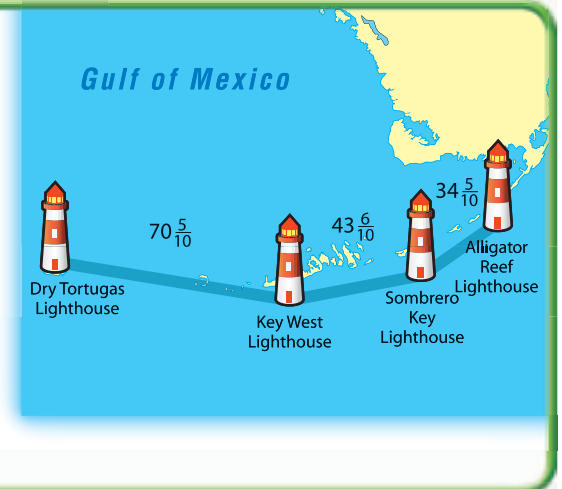 Gulf of Mexico
70 5/10
43 6/10
34 5/10
Dry Tortugas
Lighthouse
Key West
Lighthouse
Sombrero
Key
Lighthouse
Alligator
Reef
Lighthouse